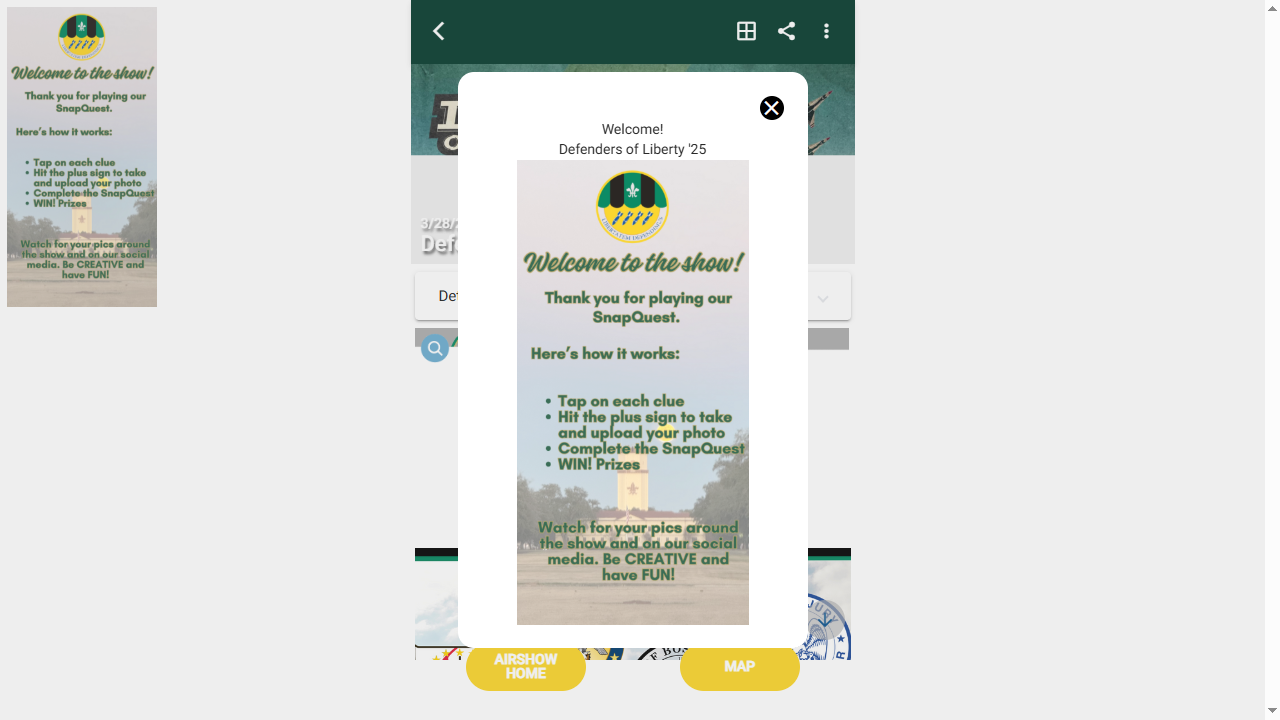 Welcome to the show!
Thank you for playing our
SnapQuest.
Here's how it works:
• Tap on each clue
• Hit the plus sign to take
and upload your photo
• Complete the SnapQuest
• WIN! Prizes
Watch for your pics around
the show and on our social
media. Be CREATIVE and
have FUN!
Welcome!
Defenders of Liberty '25
LIBERATEM DEFENDIMUS
Welcome to the show!
Thank you for playing our
SnapQuest.
Here's how it works:
• Tap on each clue
• Hit the plus sign to take
and upload your photo
• Complete the SnapQuest
• WIN! Prizes
Watch for your pics around
the show and on our social
media. Be CREATIVE and
have FUN!
3/28/
Defe
Det
JURY
AIRSHOW
HOME
MAP